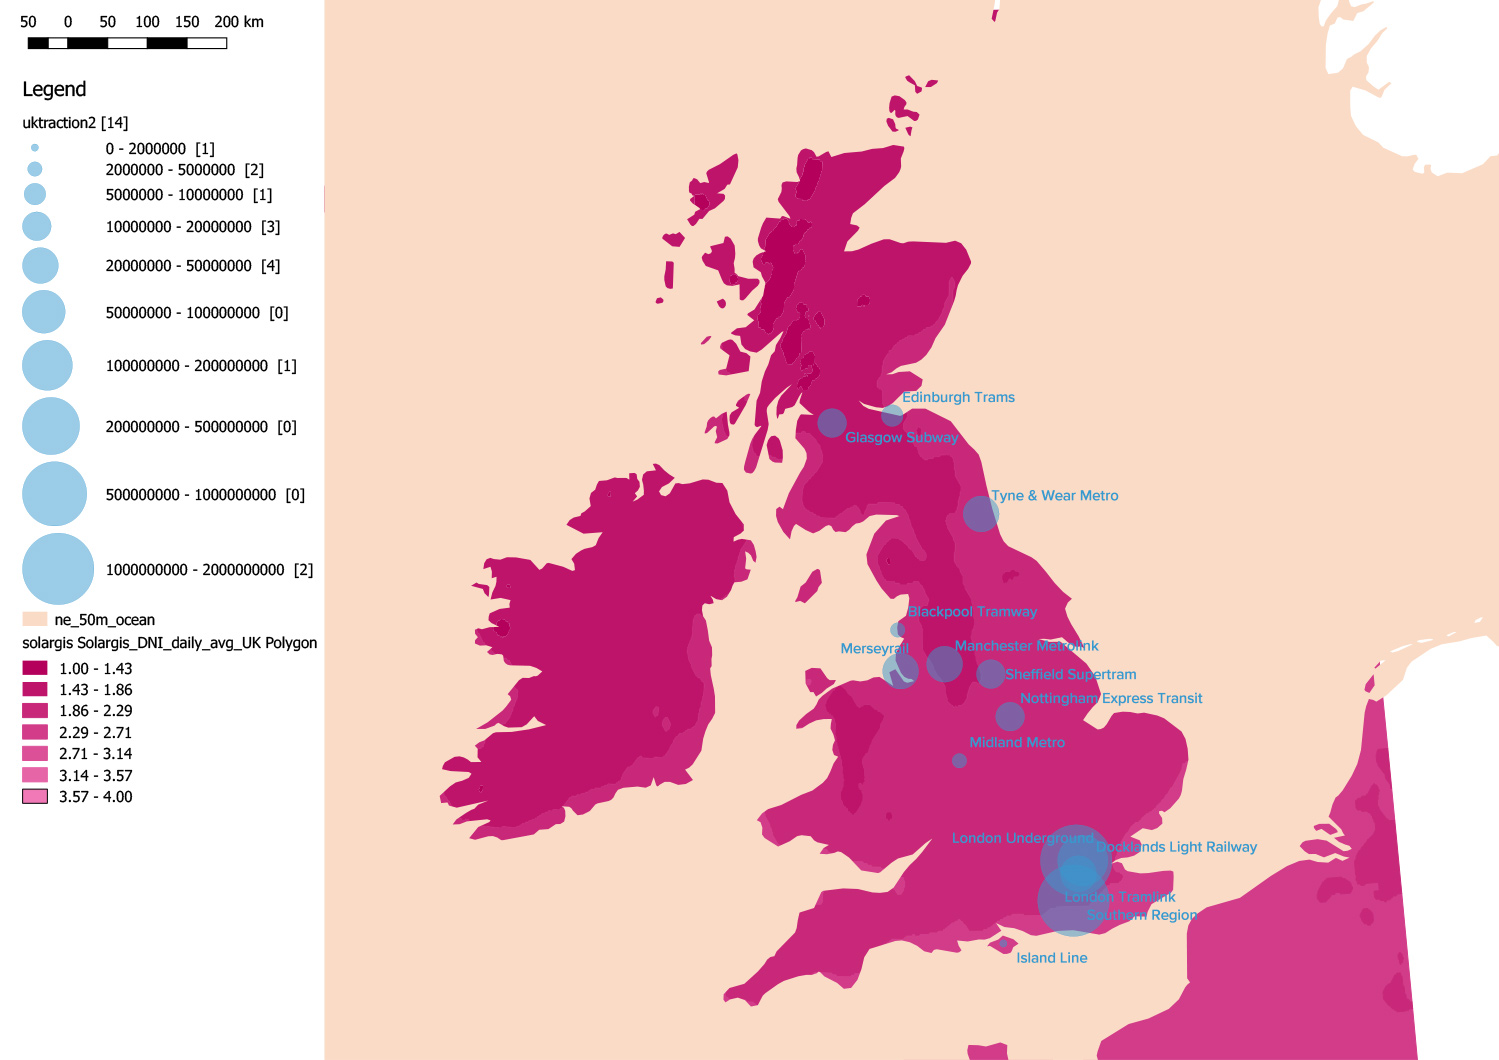 50 0 50 100 150 200 km
Legend
uktraction2 [14]
0 - 2000000 [1]
2000000 - 5000000 [2]
5000000 - 10000000 [1]
10000000 - 20000000 [3]
20000000 - 50000000 [4]
50000000 - 100000000 [0]
100000000 - 200000000 [1]
200000000 - 500000000 [0]
500000000 - 1000000000 [0]
1000000000 - 2000000000 [2]
ne_50m_ocean
solargis Solargis_DNI_daily_avg_UK Polygon
1.00 - 1.43
1.43 - 1.86
1.86 - 2.29
2.29 - 2.71
2.71 - 3.14
3.14 - 3.57
3.57 - 4.00
Edinburgh Trams
Glasgow Subway
Tyne & Wear Metro
Blackpool Tramway
Merseyrail
Manchester Metrolink
Sheffield Supertram
Nottingham Express Transit
Midland Metro
London Underground
Docklands Light Railway
London Tramlink
Southern Region
Island Line